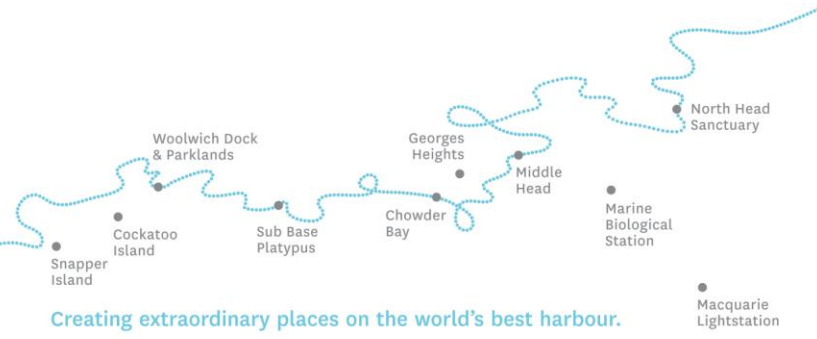 North Head
Sanctuary
Woolwich Dock
& Parklands
Georges
Heights
Middle
Head
Marine
Biological
Station
Chowder
Bay
Sub Base
Platypus
Cockatoo
Island
Snapper
Island
Macquarie
Lightstation
Creating extraordinary places on the world's best harbour.